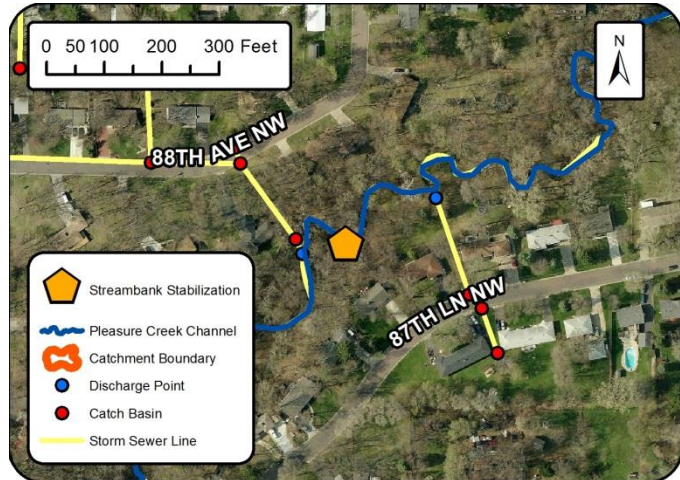 0 50 100 180 300 Feet
N
88TH AVE NW
87TH LN NW
Streambank Stabilization
Pleasure Creek Channel
Catchment Boundary
Discharge Point
Catch Basin
Storm Sewer Line